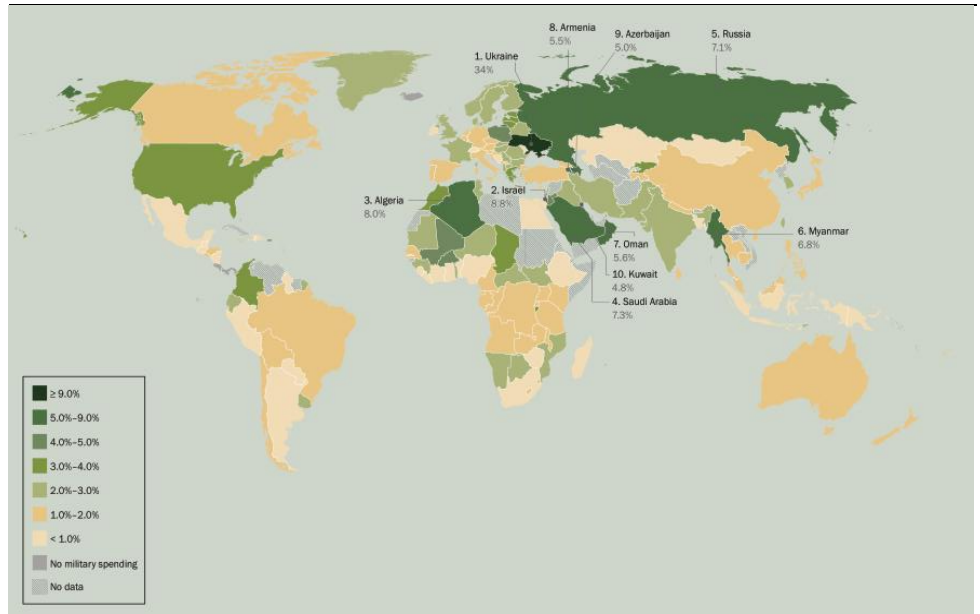 8. Armenia
5.5%
9. Azerbaijan
5.0%
5. Russia
7.1%
1. Ukraine
34%
3. Algeria
8.0%
2. Israel
8.8%
6. Myanmar
6.8%
7. Oman
5.6%
10. Kuwait
4.8%
4. Saudi Arabia
7.3%
≥ 9.0%
5.0%–9.0%
4.0%–5.0%
3.0%–4.0%
2.0%–3.0%
1.0%–2.0%
< 1.0%
No military spending
No data